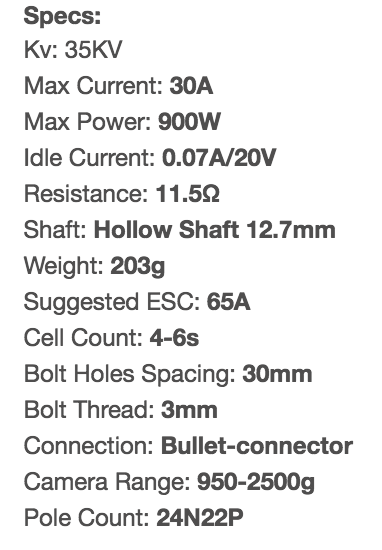 Specs:
Kv: 35KV
Max Current: 30A
Max Power: 900W
Idle Current: 0.07A/20V
Resistance: 11.5Ω
Shaft: Hollow Shaft 12.7mm
Weight: 203g
Suggested ESC: 65A
Cell Count: 4-6s
Bolt Holes Spacing: 30mm
Bolt Thread: 3mm
Connection: Bullet-connector
Camera Range: 950-2500g
Pole Count: 24N22P